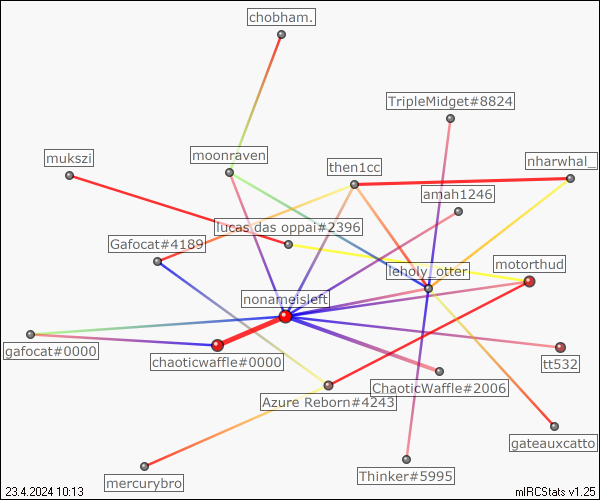 chobham.
TripleMidget#8824
mukszi
moonraven
then1cc
nharwhal_
amah1246
lucas das oppai#2396
Gafocat#4189
leholy_otter
motorthud
nonameisleft
gafocat#0000
chaoticwaffle#0000
tt532
ChaoticWaffle#2006
Azure Reborn#4243
gateauxcatto
Thinker#5995
mercurybro
23.4.2024 10:13
mIRCStats v1.25